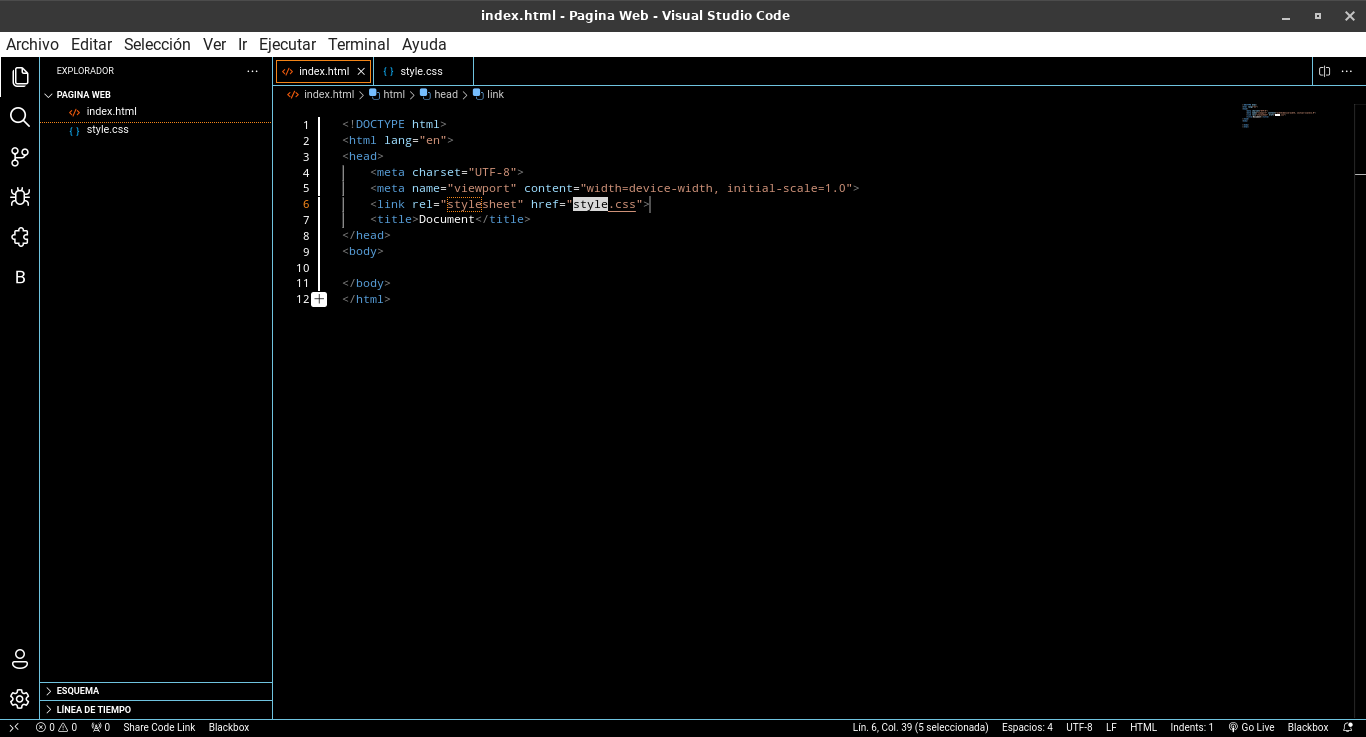 index.html - Pagina Web - Visual Studio Code
Archivo Editar Selección Ver Ir Ejecutar Terminal Ayuda
EXPLORADOR
PAGINA WEB
index.html
style.css
B
index.html style.css
index.html > html > head > link
1 <!DOCTYPE html>
2 <html lang="en">
3 <head>
4 <meta charset="UTF-8">
5 <meta name="viewport" content="width=device-width, initial-scale=1.0">
6 <link rel="stylesheet" href="style.css">
7 <title>Document</title>
8 </head>
9 <body>
10
11 </body>
12 </html>
ESQUEMA
LÍNEA DE TIEMPO
0 0 0 Share Code Link Blackbox Lín. 6, Col. 39 (5 seleccionada) Espacios: 4 UTF-8 LF HTML Indents: 1 Go Live Blackbox